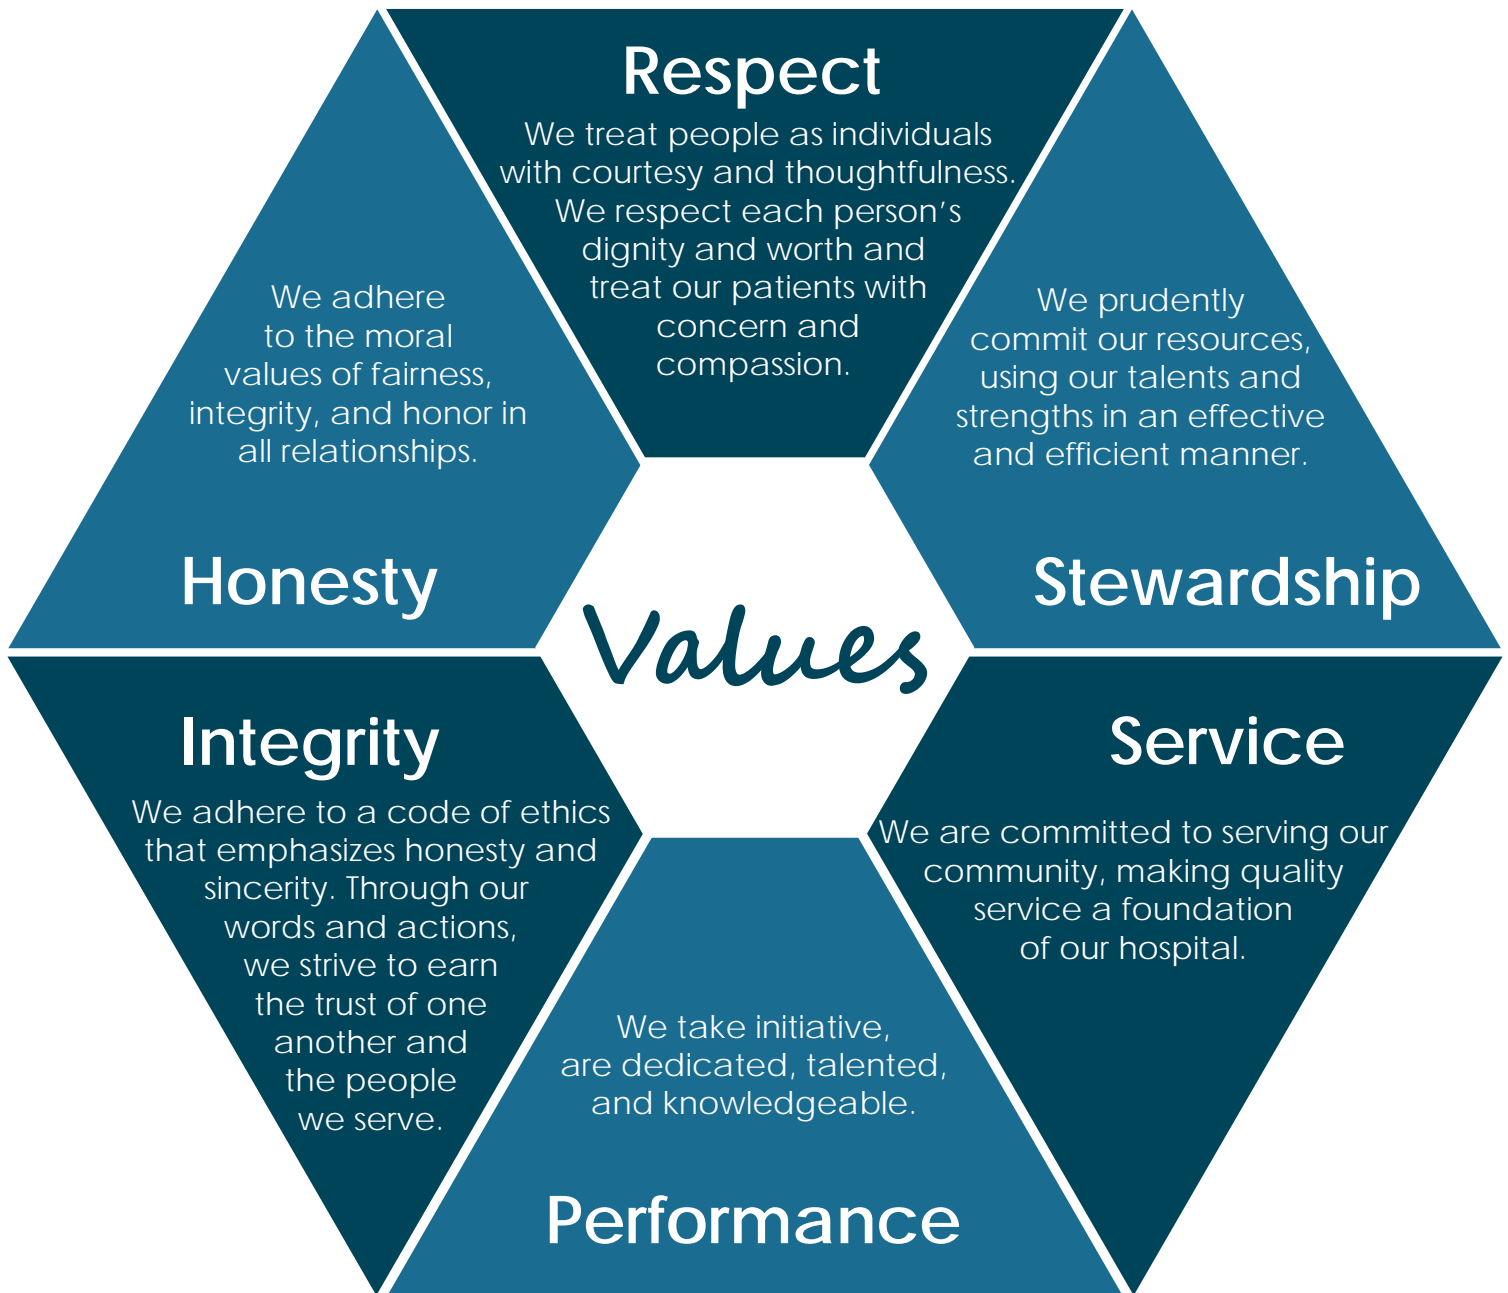 Respect
We treat people as individuals
with courtesy and thoughtfulness.
We respect each person's
dignity and worth and
treat our patients with
concern and
compassion.
We adhere
to the moral
values of fairness,
integrity, and honor in
all relationships.
Honesty
We prudently
commit our resources,
using our talents and
strengths in an effective
and efficient manner.
Stewardship
Values
Integrity
We adhere to a code of ethics
that emphasizes honesty and
sincerity. Through our
words and actions,
we strive to earn
the trust of one
another and
the people
we serve.
Service
We are committed to serving our
community, making quality
service a foundation
of our hospital.
We take initiative,
are dedicated, talented,
and knowledgeable.
Performance